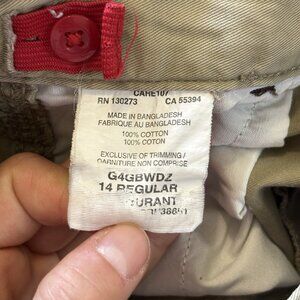 CARE107
RN 130273 CA 55394
MADE IN BANGLADESH
FABRIQUE AU BANGLADESH
100% COTTON
100% COTON
EXCLUSIVE OF TRIMMING /
GARNITURE NON COMPRISE
G4GBWDZ
14 REGULAR
DURANT